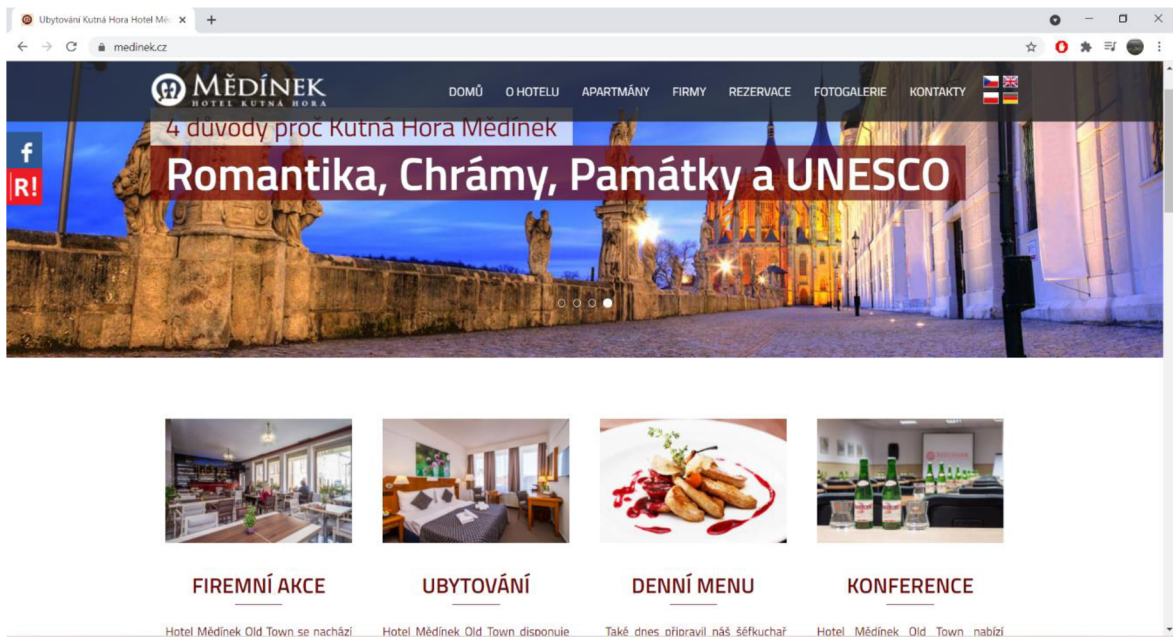 Ubytování Kutná Hora Hotel Mě
medinek.cz
MĚDÍNEK
HOTEL KUTNÁ HORA
DOMŮ O HOTELU APARTMÁNY FIRMY REZERVACE FOTOGALERIE KONTAKTY
4 důvody proč Kutná Hora Mědínek
Romantika, Chrámy, Památky a UNESCO
f
R!
FIREMNÍ AKCE
UBYTOVÁNÍ
DENNÍ MENU
KONFERENCE
Hotel Mědínek Old Town se nachází
Hotel Mědínek Old Town disponuje
Také dnes připravil náš šéfkuchař
Hotel Mědínek Old Town nabízí